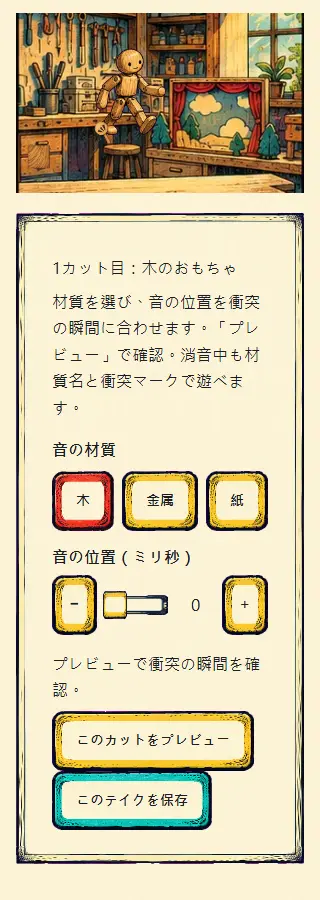 1カット目：木のおもちゃ
材質を選び、音の位置を衝突
の瞬間に合わせます。「プレ
ビュー」で確認。消音中も材
質名と衝突マークで遊べま
す。
音の材質
木 金属 紙
音の位置（ミリ秒）
− 0 +
プレビューで衝突の瞬間を確
認。
このカットをプレビュー
このテイクを保存